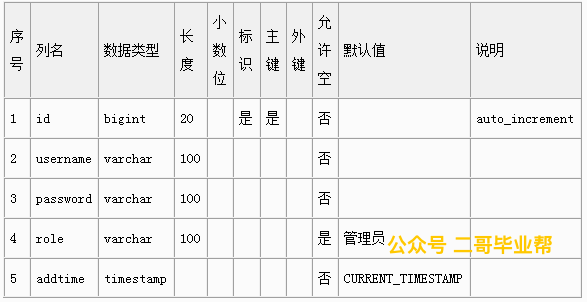 序号 列名 数据类型 长度 小数位 标识 主键 外键 允许空 默认值 说明
1 id bigint 20 是 是 否 auto_increment
2 username varchar 100 否
3 password varchar 100 否
4 role varchar 100 是 管理员
5 addtime timestamp 否 CURRENT_TIMESTAMP
公众号 二哥毕业帮